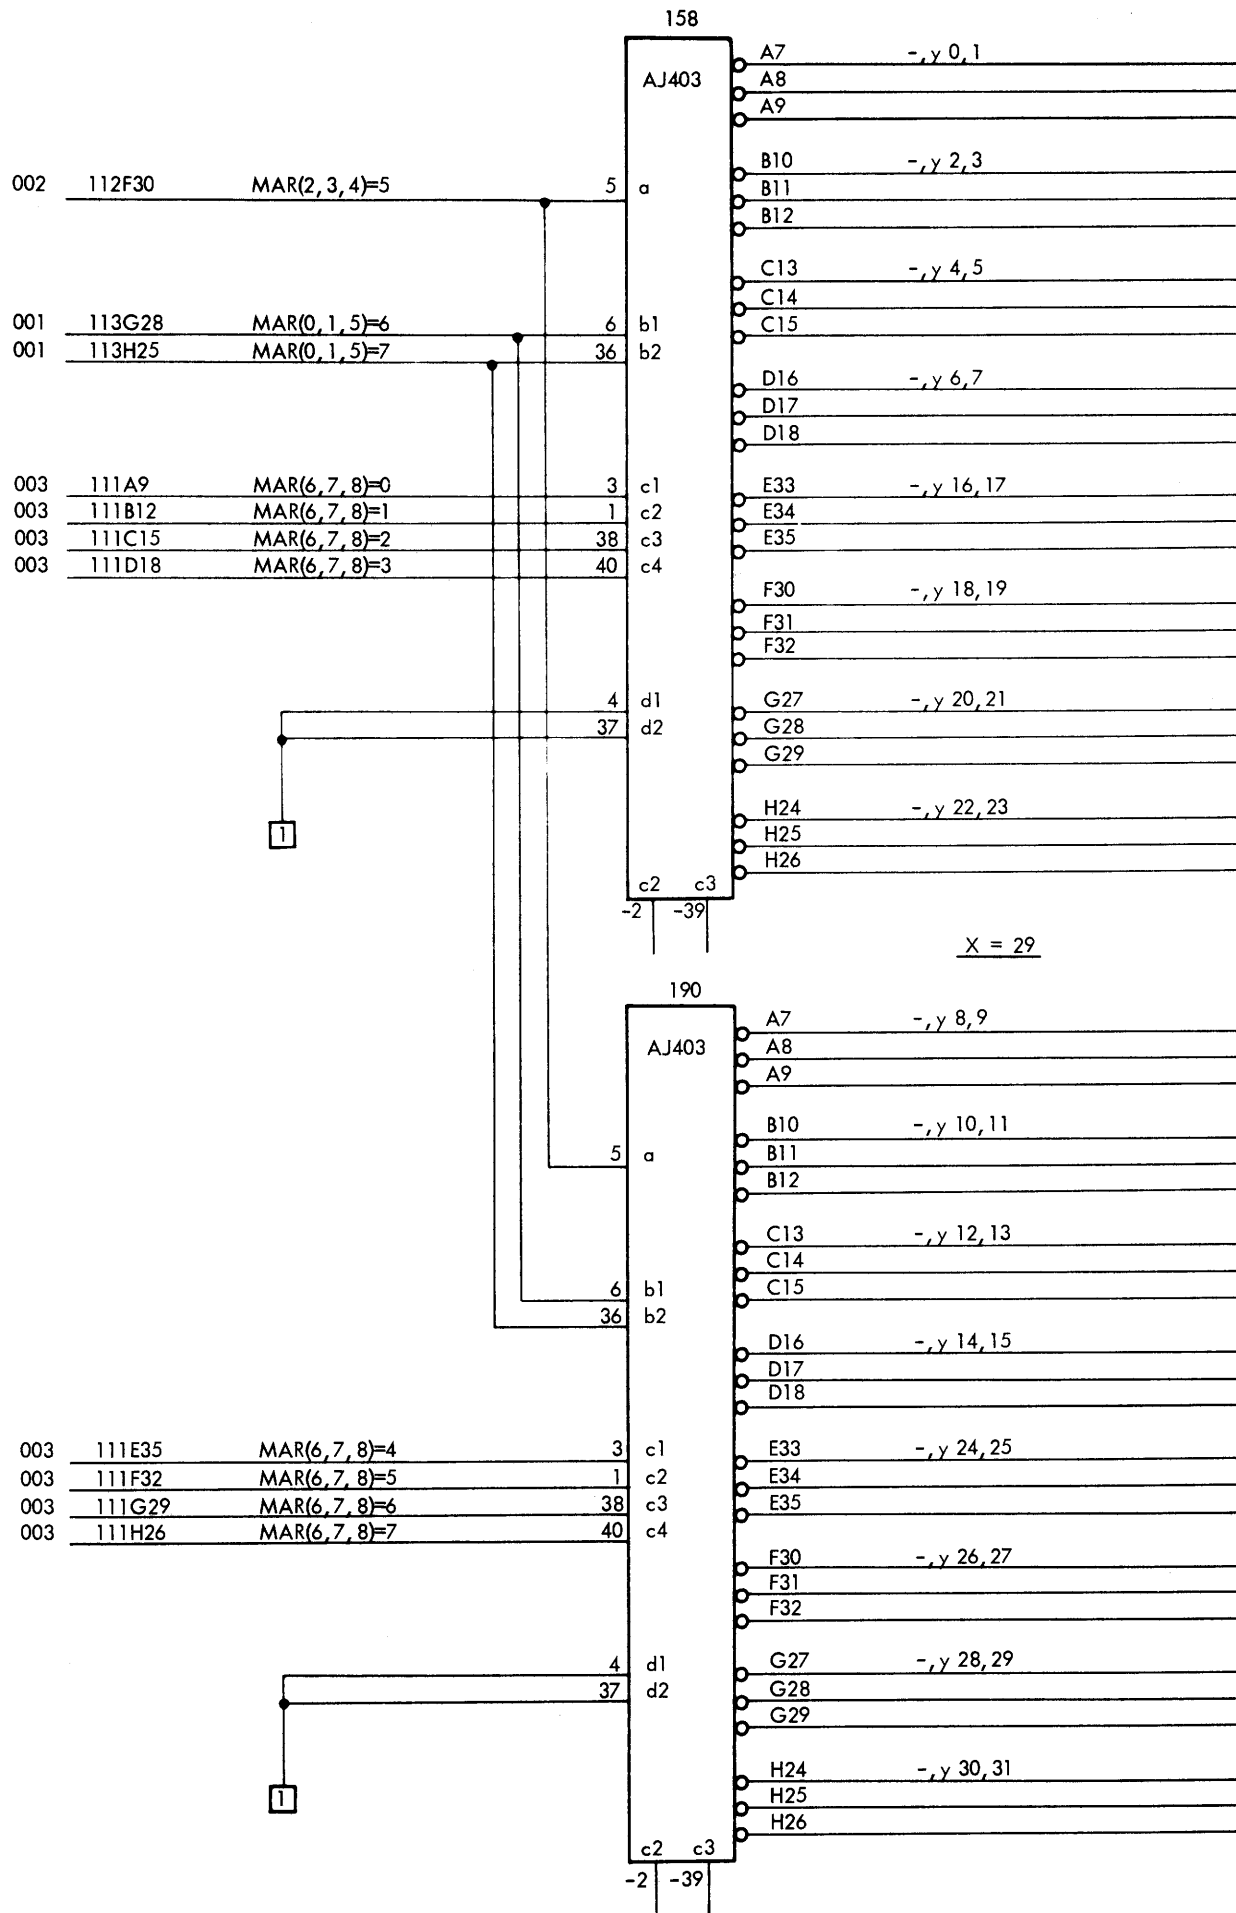 158
AJ403
A7 -,y 0,1
A8
A9
B10 -,y 2,3
002 112F30 MAR(2,3,4)=5 5 a
B11
B12
C13 -,y 4,5
C14
001 113G28 MAR(0,1,5)=6 6 b1
C15
001 113H25 MAR(0,1,5)=7 36 b2
D16 -,y 6,7
D17
D18
003 111A9 MAR(6,7,8)=0 3 c1
E33 -,y 16,17
003 111B12 MAR(6,7,8)=1 1 c2
E34
003 111C15 MAR(6,7,8)=2 38 c3
E35
003 111D18 MAR(6,7,8)=3 40 c4
F30 -,y 18,19
F31
F32
4 d1
G27 -,y 20,21
37 d2
G28
G29
1
H24 -,y 22,23
H25
H26
c2 c3
-2 -39
X = 29
190
AJ403
A7 -,y 8,9
A8
A9
B10 -,y 10,11
5 a
B11
B12
C13 -,y 12,13
C14
6 b1
C15
36 b2
D16 -,y 14,15
D17
D18
003 111E35 MAR(6,7,8)=4 3 c1
E33 -,y 24,25
003 111F32 MAR(6,7,8)=5 1 c2
E34
003 111G29 MAR(6,7,8)=6 38 c3
E35
003 111H26 MAR(6,7,8)=7 40 c4
F30 -,y 26,27
F31
F32
4 d1
G27 -,y 28,29
37 d2
G28
G29
1
H24 -,y 30,31
H25
H26
c2 c3
-2 -39